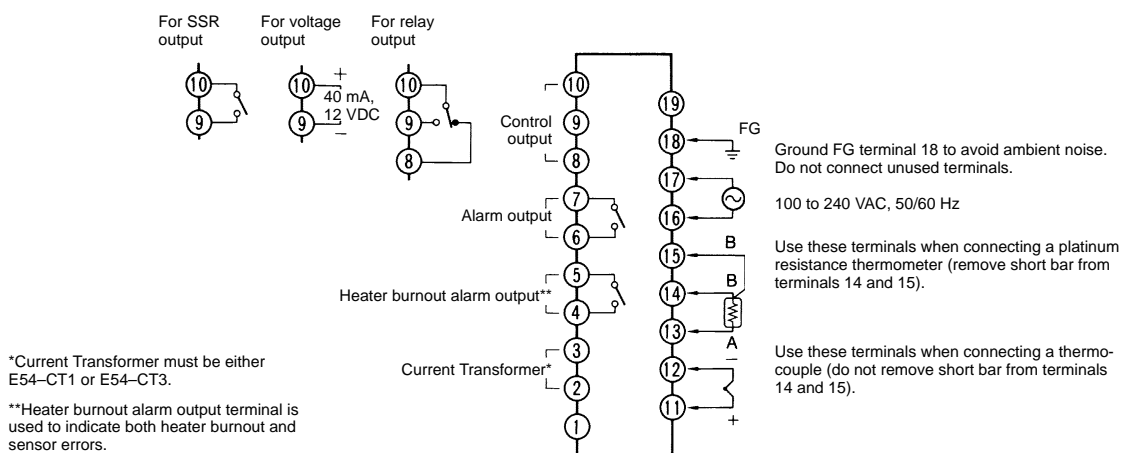 For SSR
output
For voltage
output
For relay
output
10
9
10
9
+
40 mA,
12 VDC
–
10
9
8
10
9
8
7
6
5
4
3
2
1
Control
output
Alarm output
Heater burnout alarm output**
Current Transformer*
19
18
17
16
15
14
13
12
11
FG
B
B
A
–
+
Ground FG terminal 18 to avoid ambient noise.
Do not connect unused terminals.
100 to 240 VAC, 50/60 Hz
Use these terminals when connecting a platinum
resistance thermometer (remove short bar from
terminals 14 and 15).
Use these terminals when connecting a thermo-
couple (do not remove short bar from terminals
14 and 15).
*Current Transformer must be either
E54–CT1 or E54–CT3.
**Heater burnout alarm output terminal is
used to indicate both heater burnout and
sensor errors.